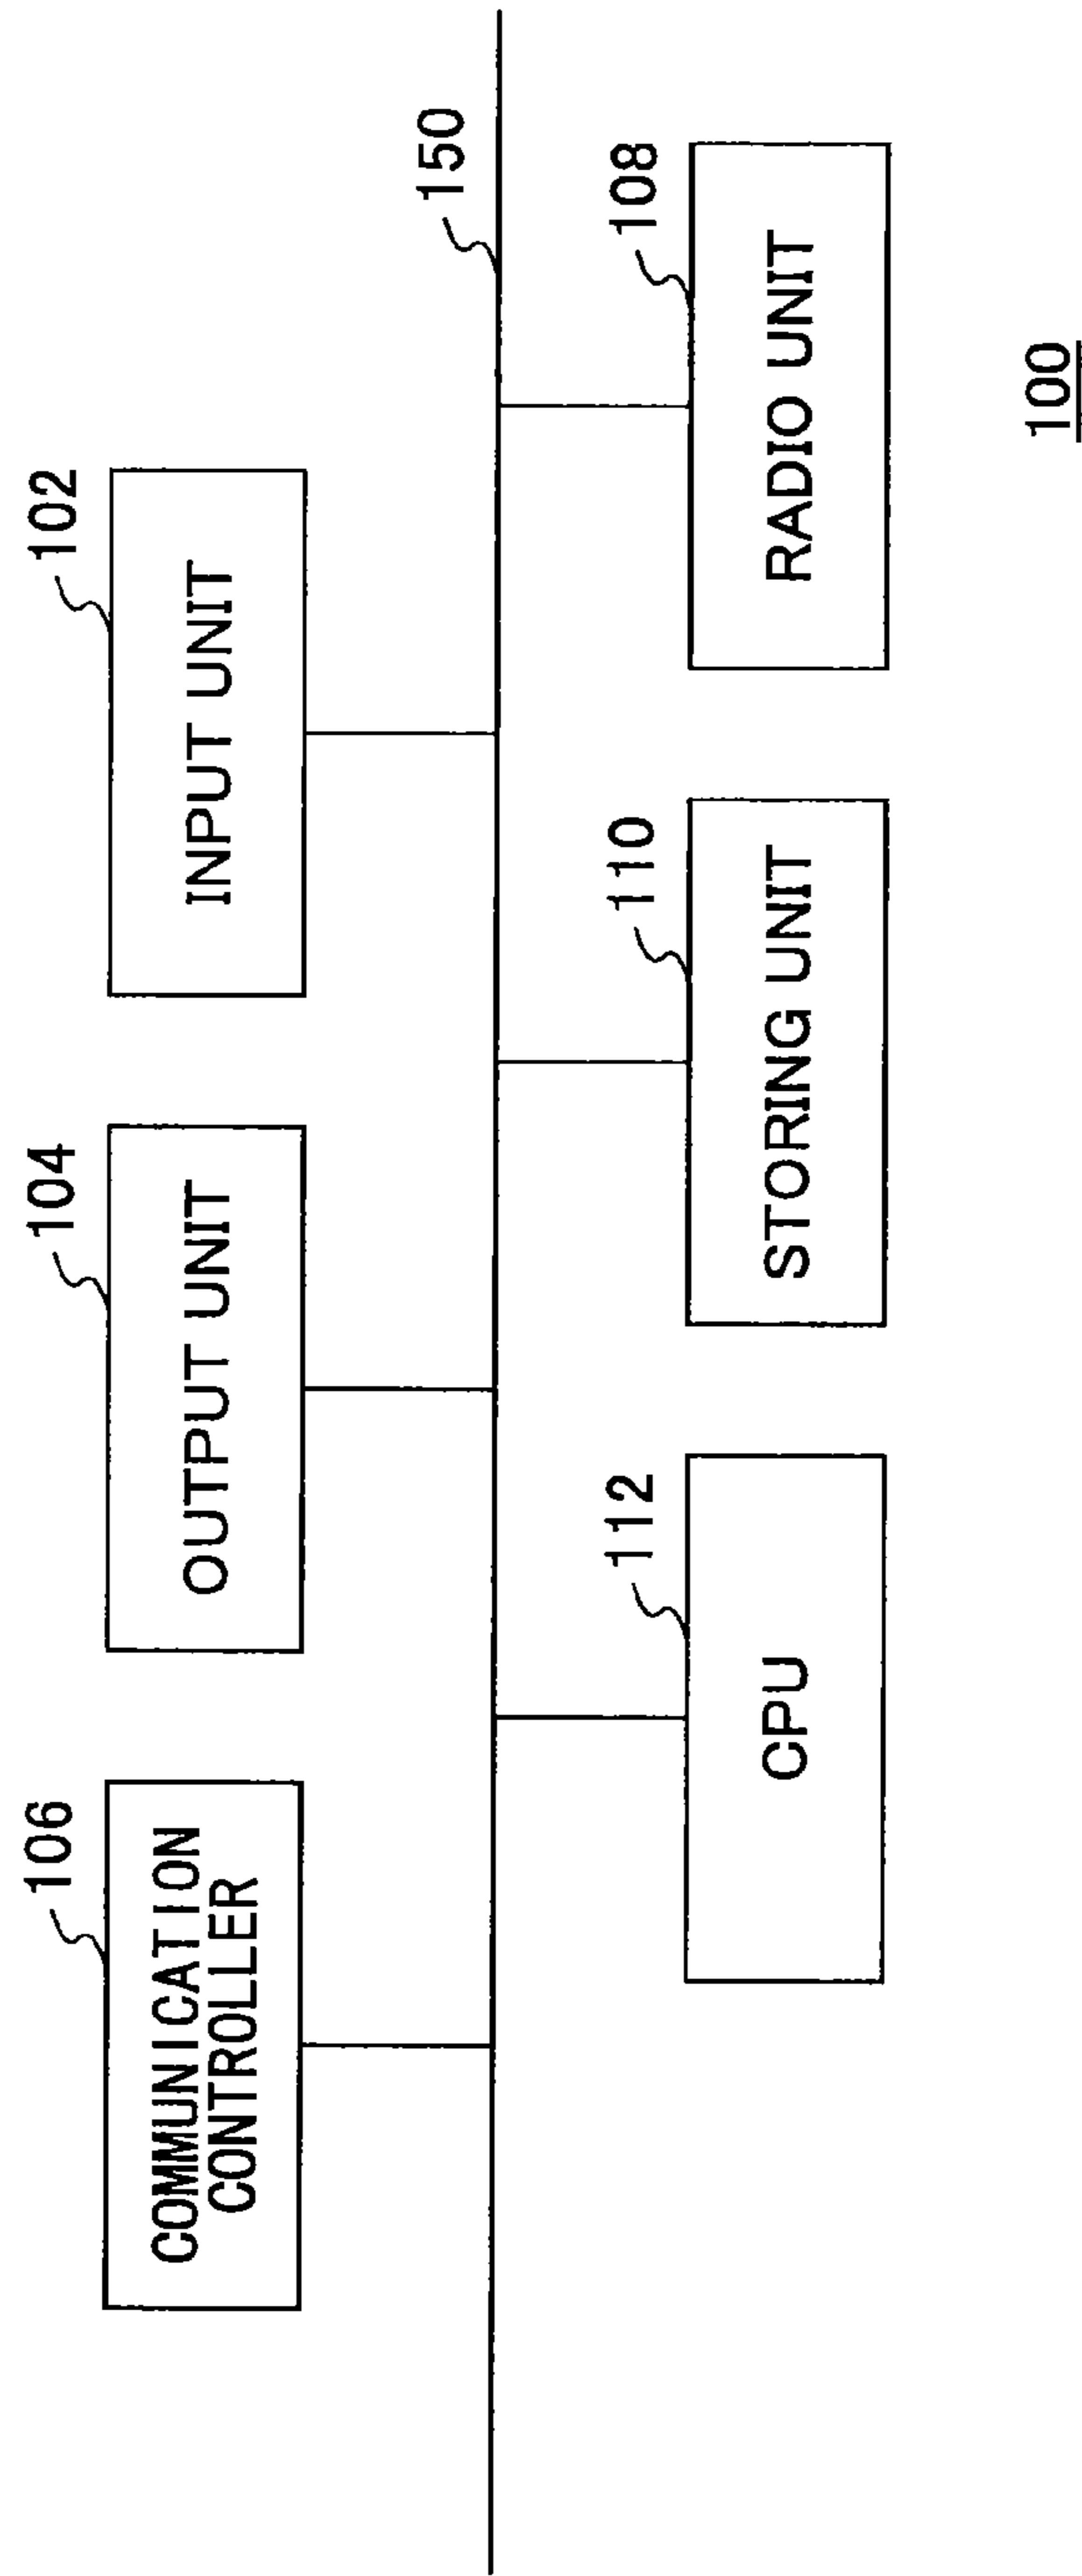 106
COMMUNICATION
CONTROLLER
104
OUTPUT UNIT
102
INPUT UNIT
150
112
CPU
110
STORING UNIT
108
RADIO UNIT
100